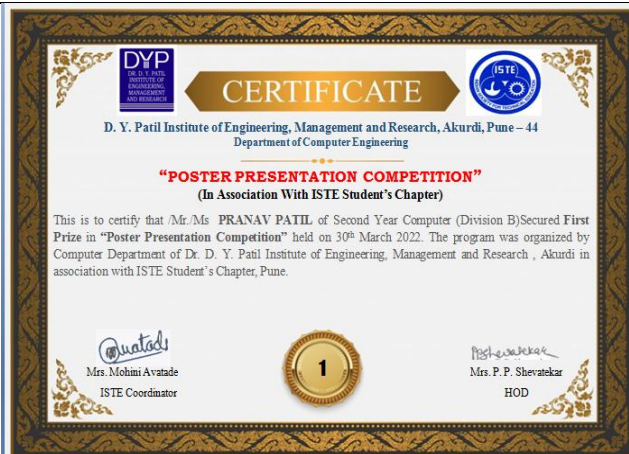 DYP
DR. D. Y. PATIL
INSTITUTE OF
ENGINEERING,
MANAGEMENT
AND RESEARCH
CERTIFICATE
ISTE
D. Y. Patil Institute of Engineering, Management and Research, Akurdi, Pune – 44
Department of Computer Engineering
“POSTER PRESENTATION COMPETITION”
(In Association With ISTE Student’s Chapter)
This is to certify that /Mr./Ms PRANAV PATIL of Second Year Computer (Division B)Secured First
Prize in “Poster Presentation Competition” held on 30th March 2022. The program was organized by
Computer Department of Dr. D. Y. Patil Institute of Engineering, Management and Research , Akurdi in
association with ISTE Student’s Chapter, Pune.
Mrs. Mohini Avatade
ISTE Coordinator
1
Mrs. P. P. Shevatekar
HOD